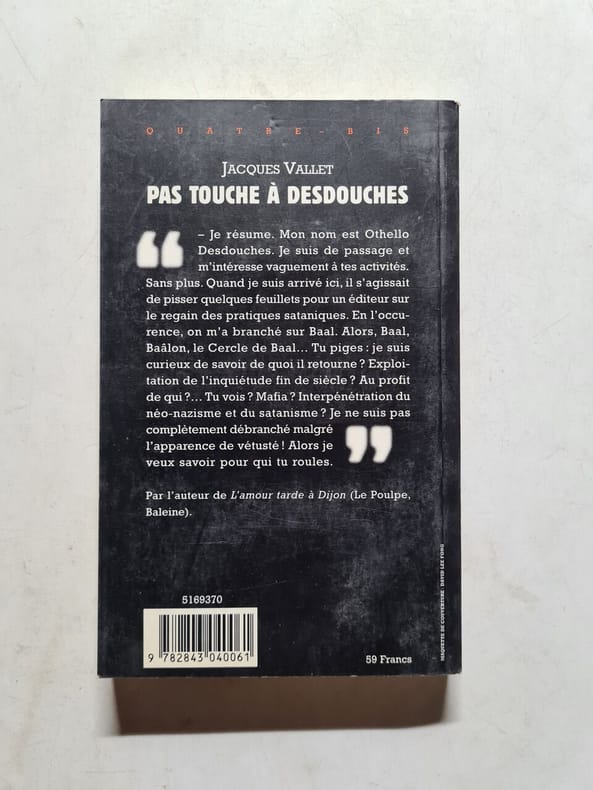 QUATRE-BIS
JACQUES VALLET
PAS TOUCHE À DESDOUCHES
“ – Je résume. Mon nom est Othello
Desdouches. Je suis de passage et
m'intéresse vaguement à tes activités.
Sans plus. Quand je suis arrivé ici, il s'agissait
de pisser quelques feuillets pour un éditeur sur
le regain des pratiques sataniques. En l'occu-
rence, on m'a branché sur Baal. Alors, Baal,
Baâlon, le Cercle de Baal... Tu piges : je suis
curieux de savoir de quoi il retourne ? Exploi-
tation de l'inquiétude fin de siècle ? Au profit
de qui ?... Tu vois ? Mafia ? Interpénétration du
néo-nazisme et du satanisme ? Je ne suis pas
complètement débranché malgré
l'apparence de vétusté ! Alors je
veux savoir pour qui tu roules. ”
Par l'auteur de L'amour tarde à Dijon (Le Poulpe,
Baleine).
5169370
9 782843 040061
59 Francs
MAQUETTE DE COUVERTURE DAVID LEE FONG